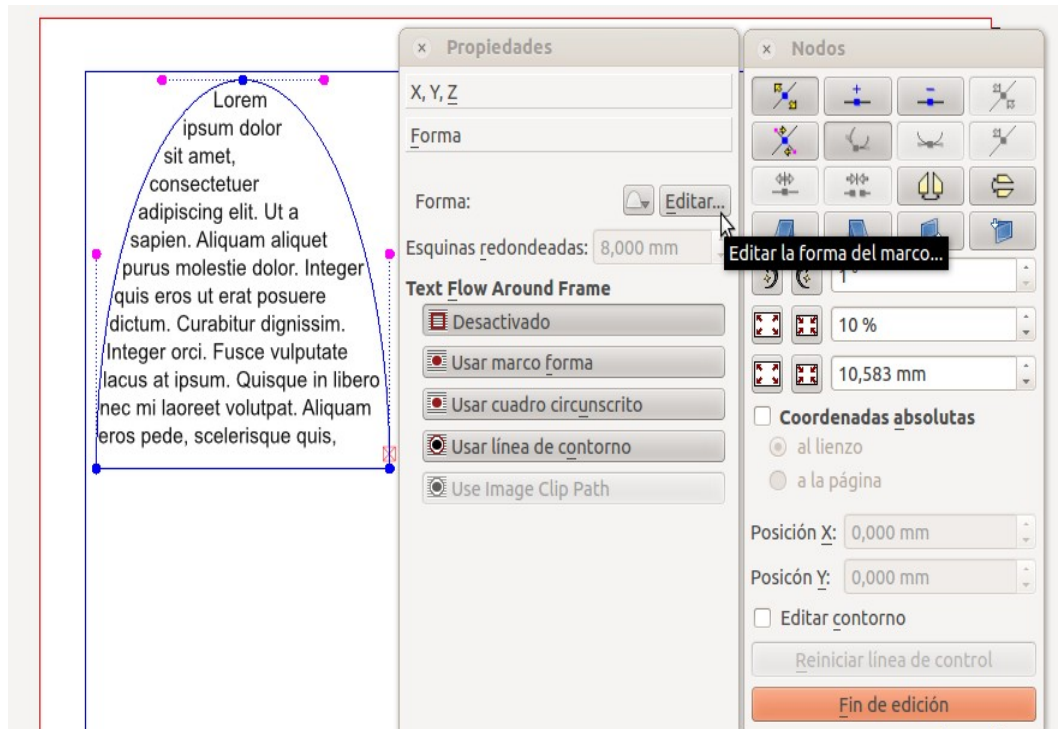 Lorem
ipsum dolor
sit amet,
consectetuer
adipiscing elit. Ut a
sapien. Aliquam aliquet
purus molestie dolor. Integer
quis eros ut erat posuere
dictum. Curabitur dignissim.
Integer orci. Fusce vulputate
lacus at ipsum. Quisque in libero
nec mi laoreet volutpat. Aliquam
eros pede, scelerisque quis,
x Propiedades
X, Y, Z
Forma
Forma:
Editar...
Esquinas redondeadas: 8,000 mm
Text Flow Around Frame
Desactivado
Usar marco forma
Usar cuadro circunscrito
Usar línea de contorno
Use Image Clip Path
x Nodos
Editar la forma del marco...
1 °
10 %
10,583 mm
Coordenadas absolutas
al lienzo
a la página
Posición X: 0,000 mm
Posicón Y: 0,000 mm
Editar contorno
Reiniciar línea de control
Fin de edición